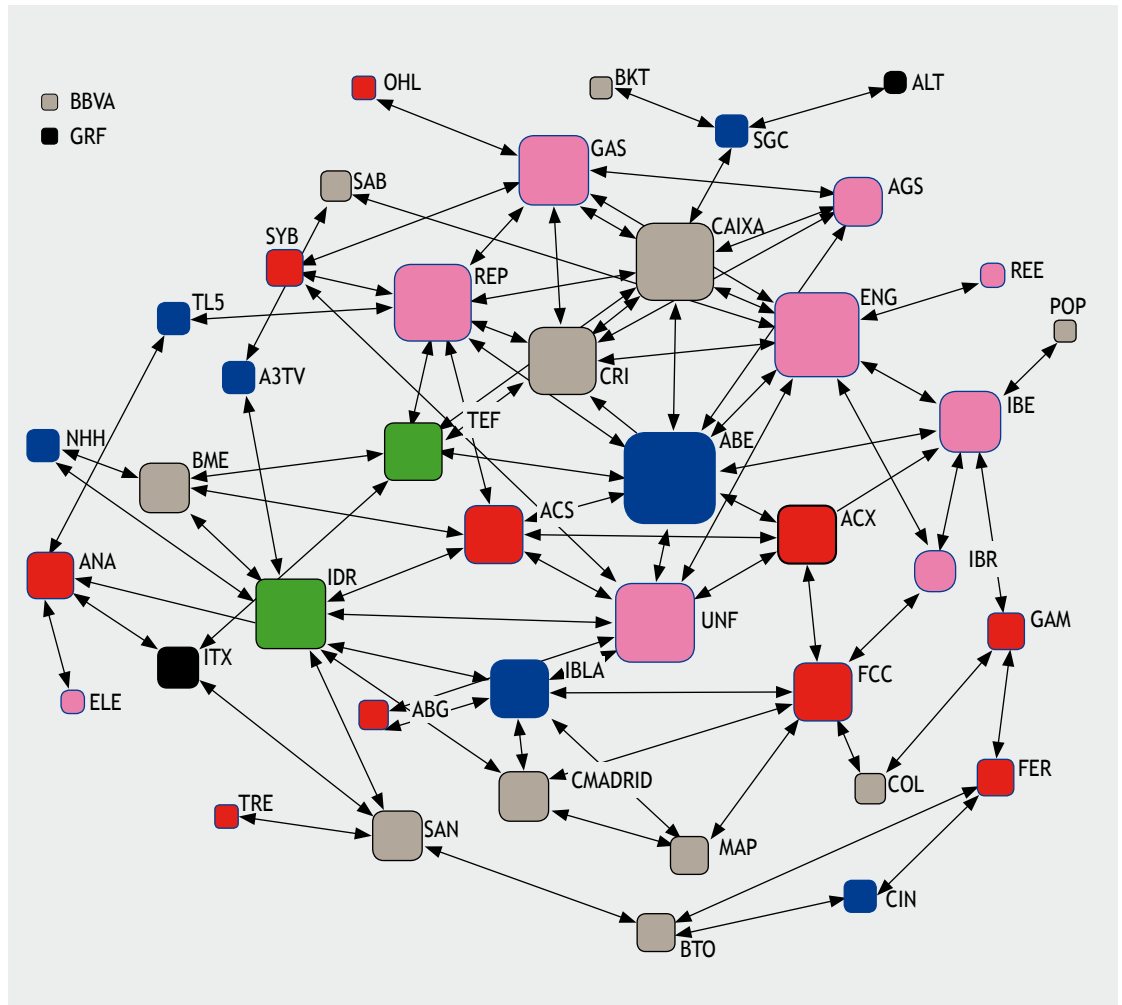 OHL
BKT
ALT
BBVA
GRF
SGC
GAS
SAB
AGS
CAIXA
SYB
REP
REE
ENG
TL5
POP
A3TV
CRI
IBE
TEF
NHH
BME
ABE
ACS
ACX
ANA
IDR
IBR
UNF
GAM
ITX
IBLA
FCC
ELE
ABG
CMADRID
COL
FER
TRE
SAN
MAP
CIN
BTO